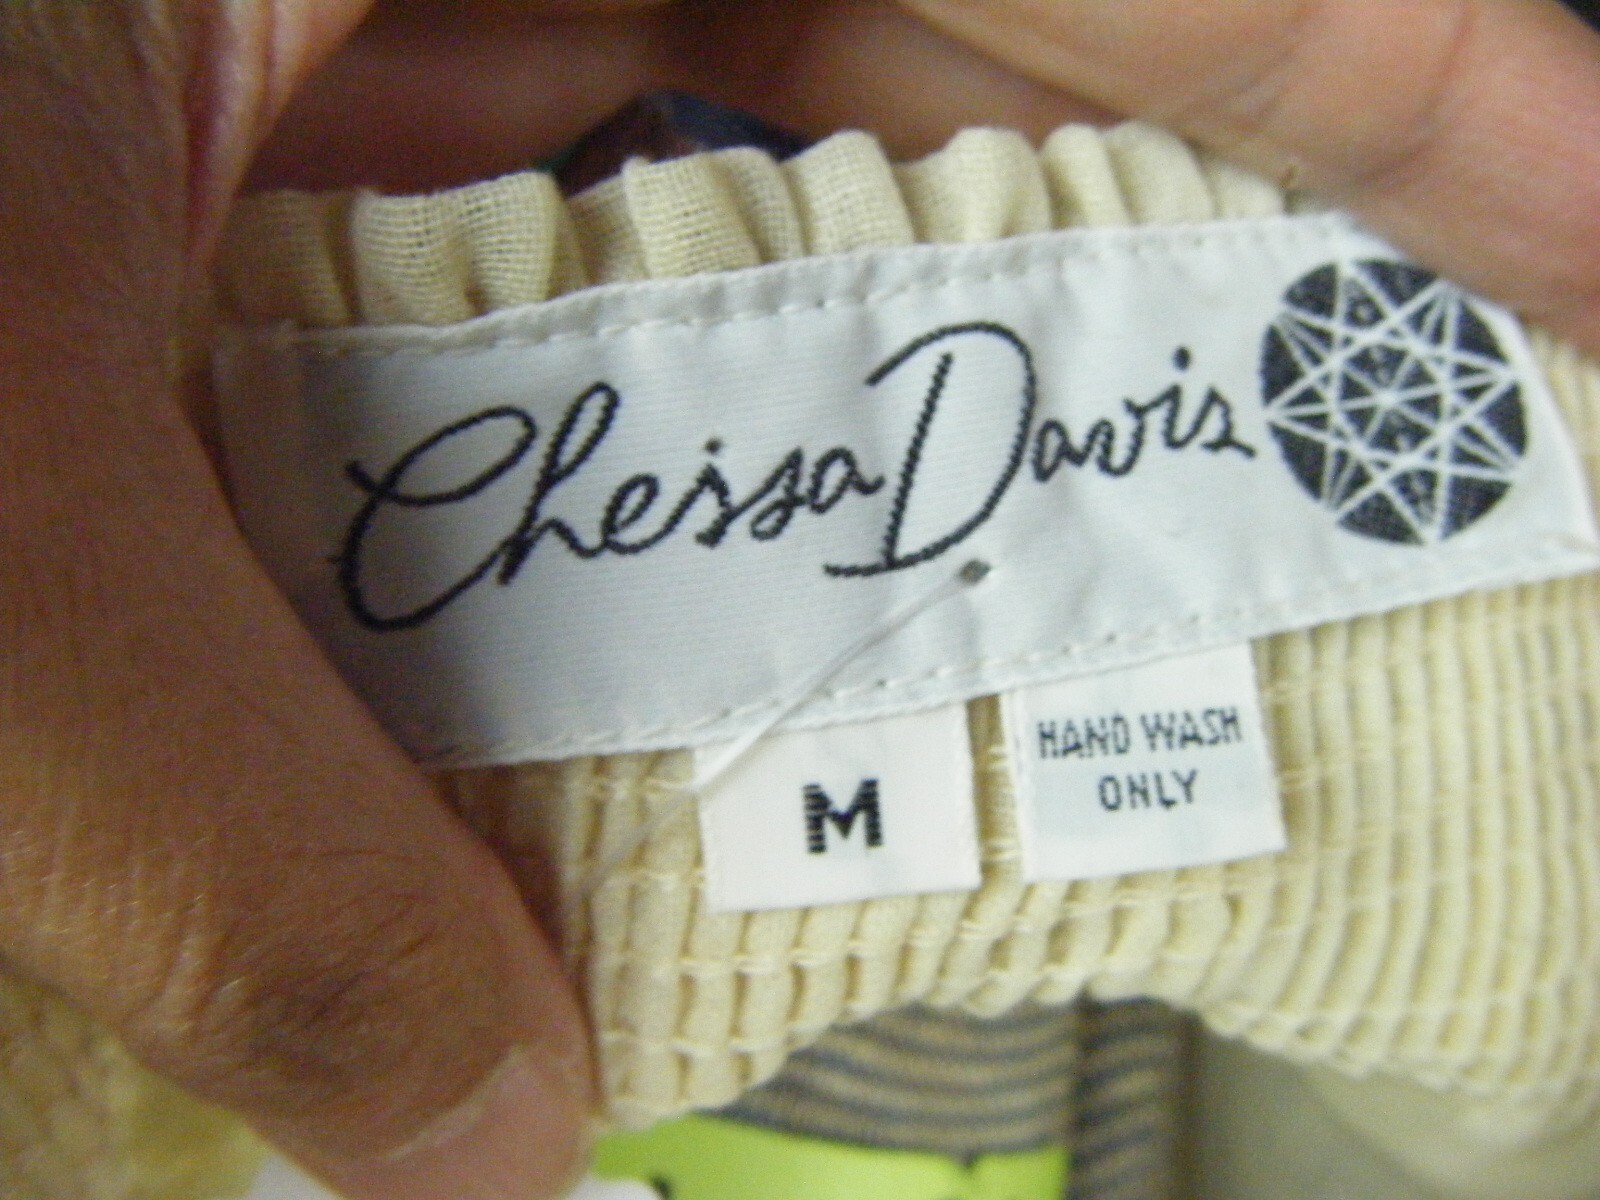 Chessa Davis
M
HAND WASH
ONLY